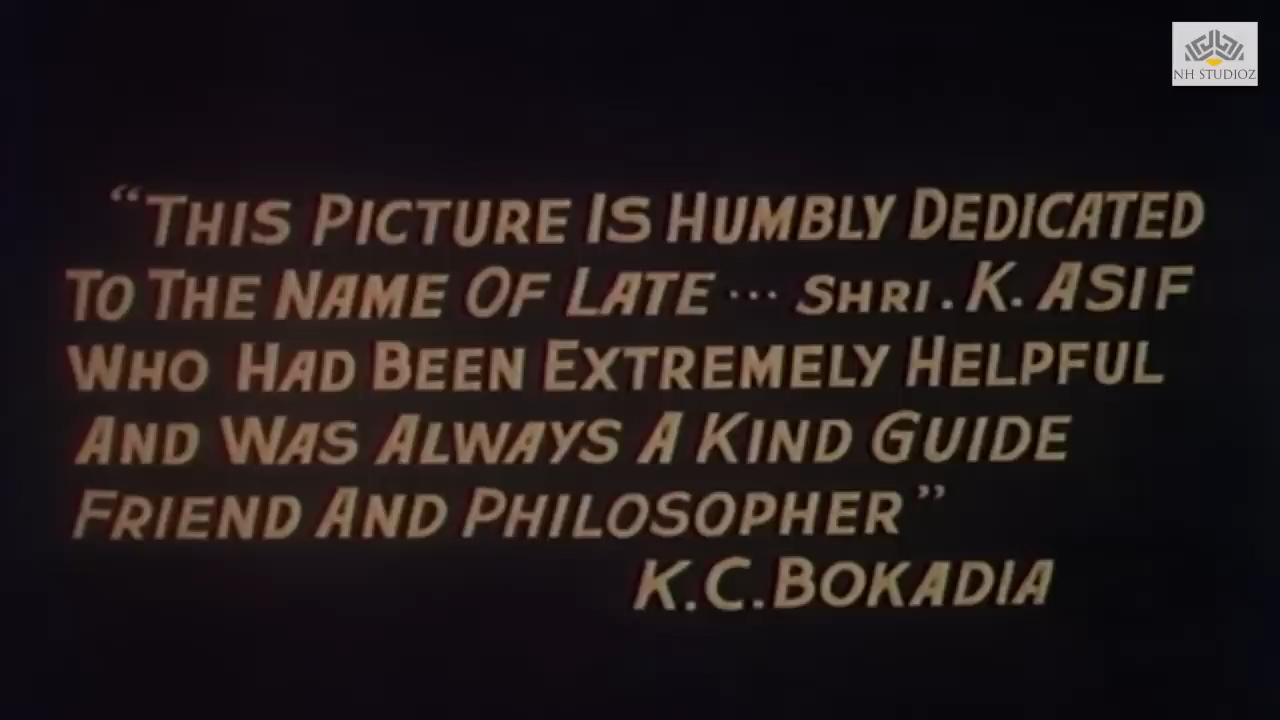 NH STUDIOZ
“THIS PICTURE IS HUMBLY DEDICATED
TO THE NAME OF LATE ... SHRI. K. ASIF
WHO HAD BEEN EXTREMELY HELPFUL
AND WAS ALWAYS A KIND GUIDE
FRIEND AND PHILOSOPHER”
K.C.BOKADIA